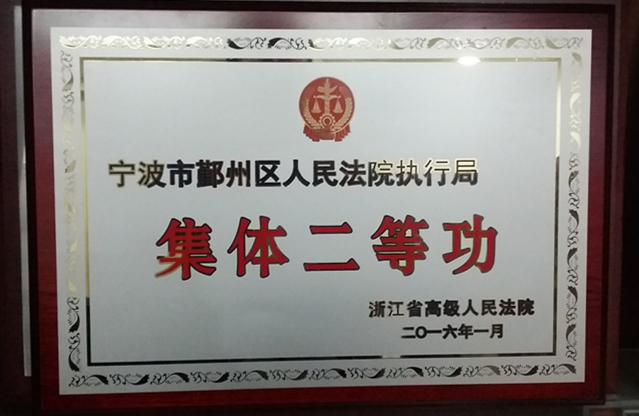 宁波市鄞州区人民法院执行局
集体二等功
浙江省高级人民法院
二〇一六年一月